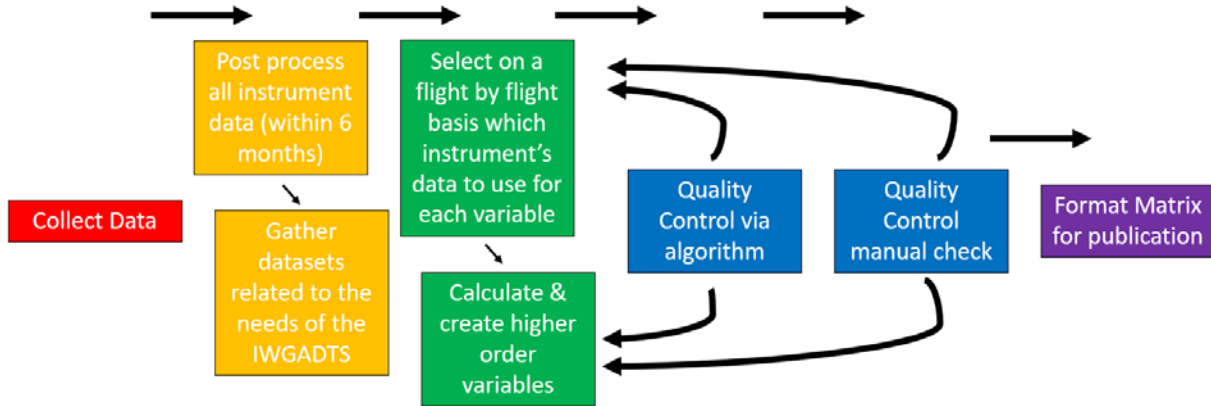 Collect Data
Post process
all instrument
data (within 6
months)
Gather
datasets
related to the
needs of the
IWGADTS
Select on a
flight by flight
basis which
instrument's
data to use for
each variable
Calculate &
create higher
order
variables
Quality
Control via
algorithm
Quality
Control
manual check
Format Matrix
for publication